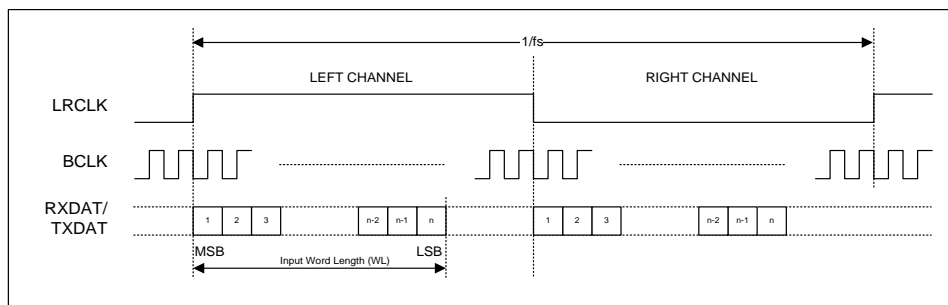 1/fs
LEFT CHANNEL
RIGHT CHANNEL
LRCLK
BCLK
RXDAT/
TXDAT
1 2 3 n-2 n-1 n 1 2 3 n-2 n-1 n
MSB LSB
Input Word Length (WL)